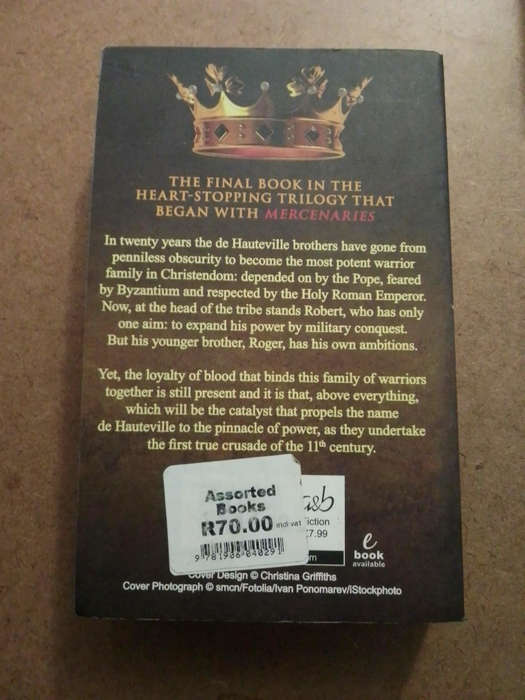 THE FINAL BOOK IN THE
HEART-STOPPING TRILOGY THAT
BEGAN WITH MERCENARIES
In twenty years the de Hauteville brothers have gone from
penniless obscurity to become the most potent warrior
family in Christendom: depended on by the Pope, feared
by Byzantium and respected by the Holy Roman Emperor.
Now, at the head of the tribe stands Robert, who has only
one aim: to expand his power by military conquest.
But his younger brother, Roger, has his own ambitions.
Yet, the loyalty of blood that binds this family of warriors
together is still present and it is that, above everything,
which will be the catalyst that propels the name
de Hauteville to the pinnacle of power, as they undertake
the first true crusade of the 11th century.
Assorted
Books
R70.00 incl vat
9781906040291
a&b
iction
£7.99
om
e
book
available
Cover Design © Christina Griffiths
Cover Photograph © smcn/Fotolia/Ivan Ponomarev/iStockphoto